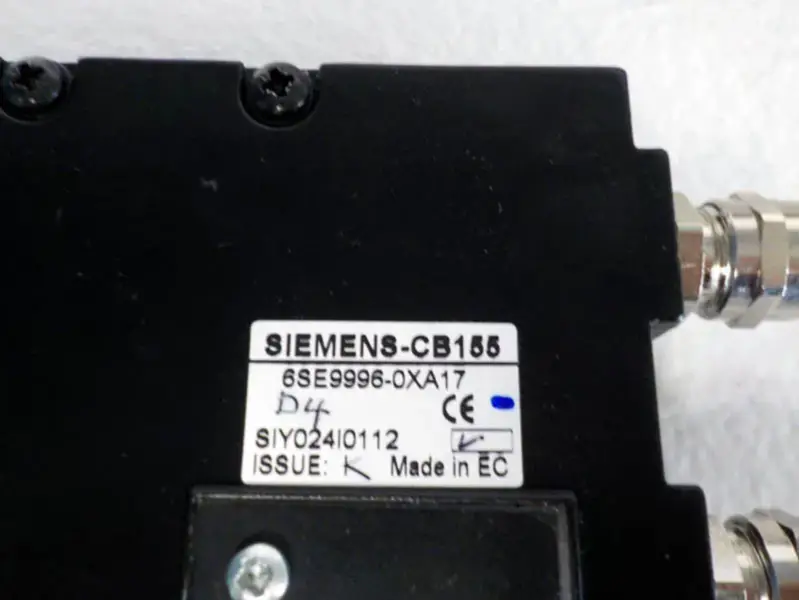 SIEMENS-CB155
6SE9996-0XA17
D4 CE
SIY024I0112
ISSUE: K Made in EC